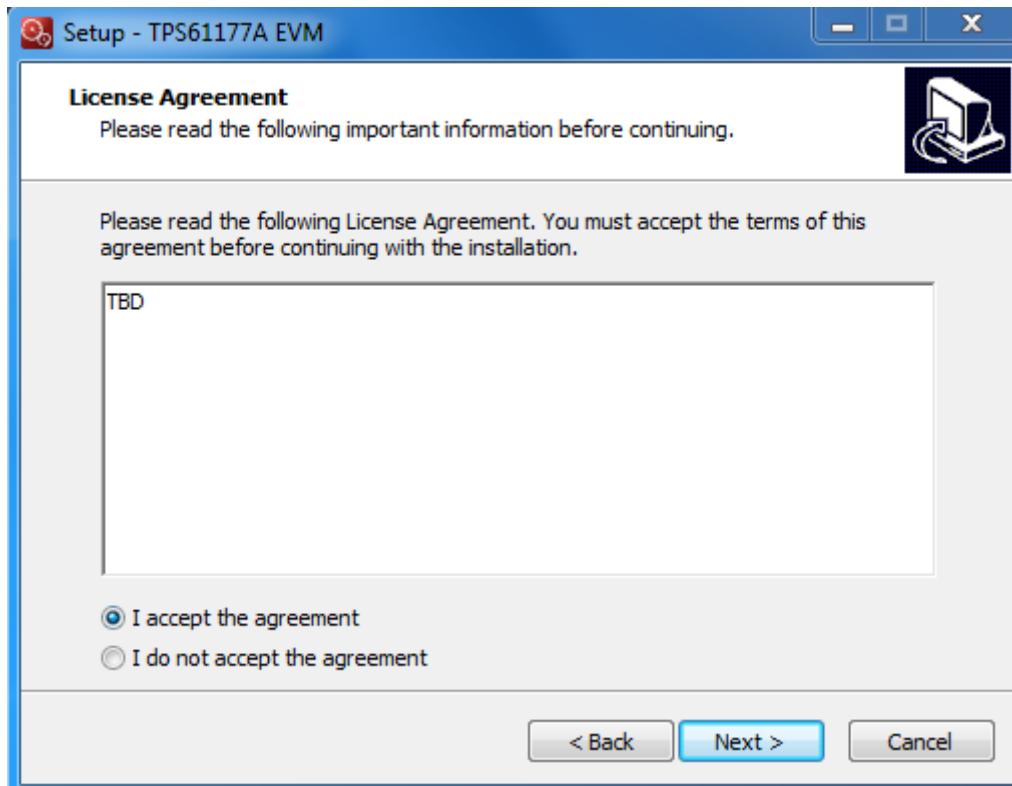 Setup - TPS61177A EVM
License Agreement
Please read the following important information before continuing.
Please read the following License Agreement. You must accept the terms of this
agreement before continuing with the installation.
TBD
I accept the agreement
I do not accept the agreement
< Back
Next >
Cancel